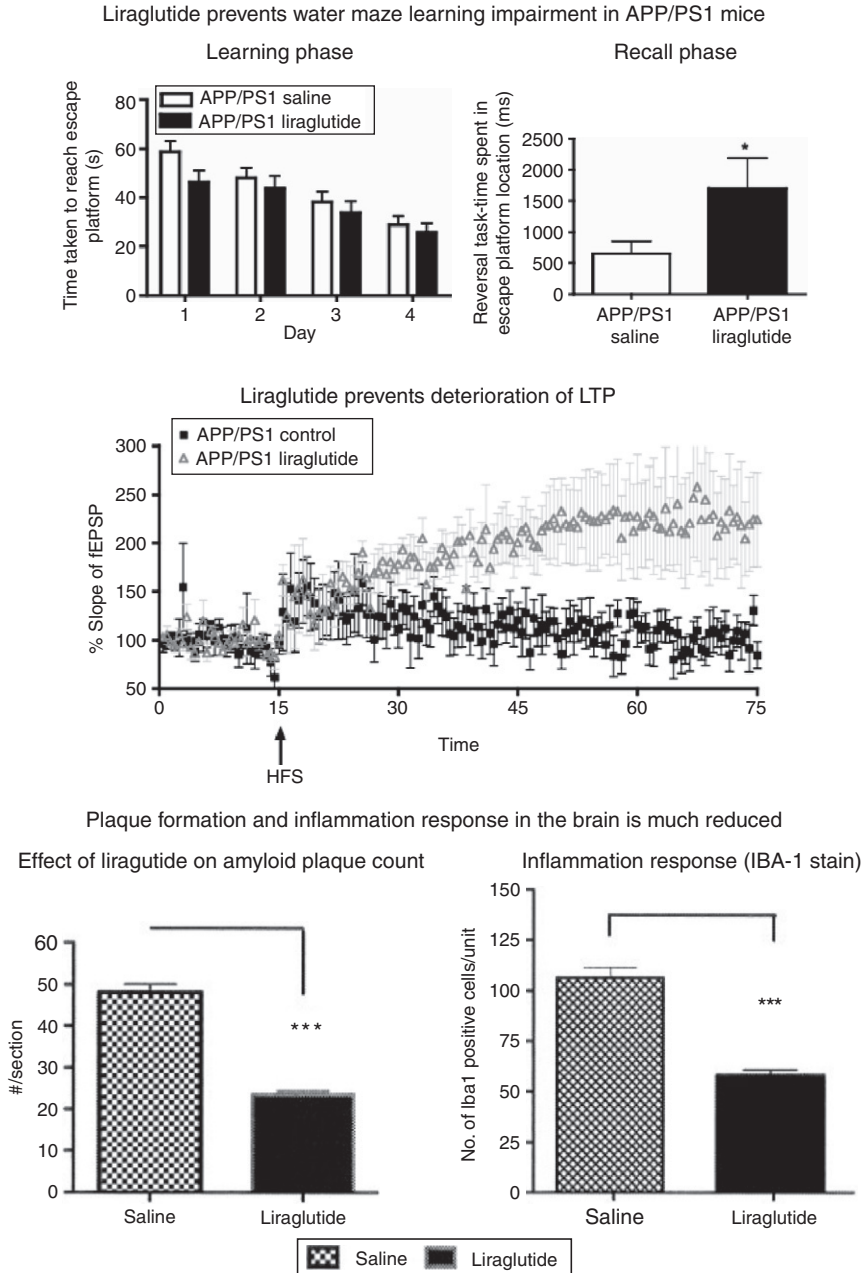 Liraglutide prevents water maze learning impairment in APP/PS1 mice
Learning phase
Time taken to reach escape
platform (s)
80
60
40
20
0
APP/PS1 saline
APP/PS1 liraglutide
1
2
3
4
Day
Recall phase
Reversal task-time spent in
escape platform location (ms)
2500
2000
1500
1000
500
0
*
APP/PS1
saline
APP/PS1
liraglutide
Liraglutide prevents deterioration of LTP
APP/PS1 control
APP/PS1 liraglutide
% Slope of fEPSP
300
250
200
150
100
50
0
15
30
45
60
75
Time
HFS
Plaque formation and inflammation response in the brain is much reduced
Effect of liragutide on amyloid plaque count
#/section
60
50
40
30
20
10
0
***
Saline
Liraglutide
Inflammation response (IBA-1 stain)
No. of Iba1 positive cells/unit
150
125
100
75
50
25
0
***
Saline
Liraglutide
Saline
Liraglutide